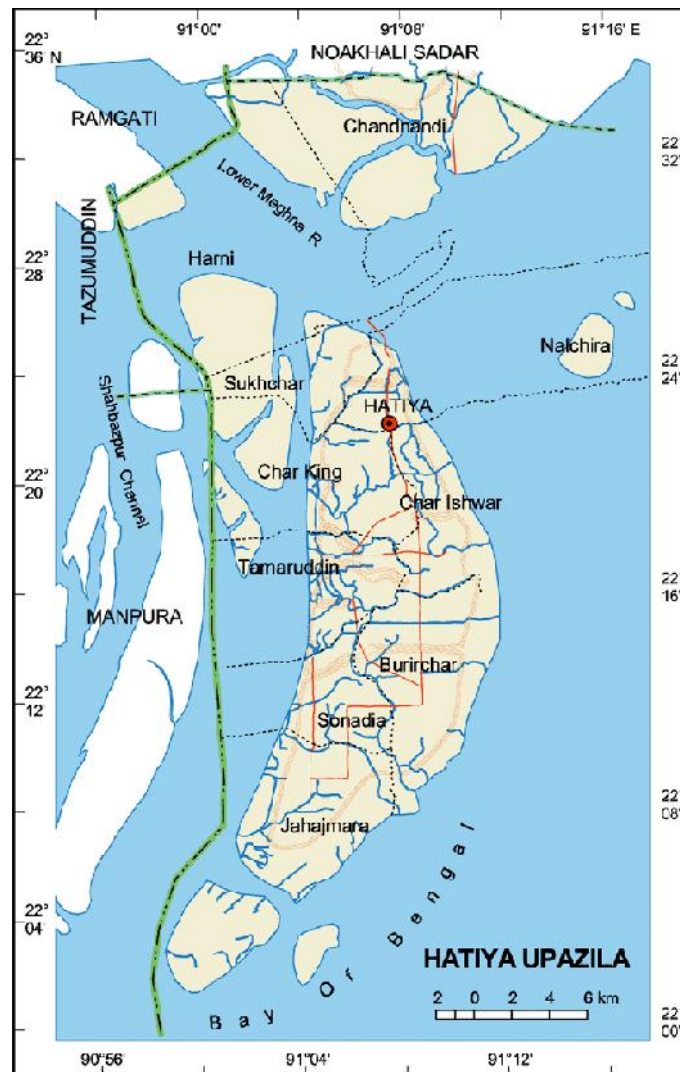 91°00' 91°08' 91°16' E
22°
36' N
NOAKHALI SADAR
RAMGATI
Chandnandi
22°
32'
Lower Meghna R
TAZUMUDDIN
Harni
22°
28'
Nalchira
22°
24'
Sukhchar
HATIYA
Shahbazpur Channel
Char King
22°
20'
Char Ishwar
Tamaruddin
22°
16'
MANPURA
Burirchar
22°
12'
Sonadia
22°
08'
Jahajmara
22°
04'
Bay Of Bengal
HATIYA UPAZILA
2 0 2 4 6 km
22°
00'
90°56' 91°04' 91°12'